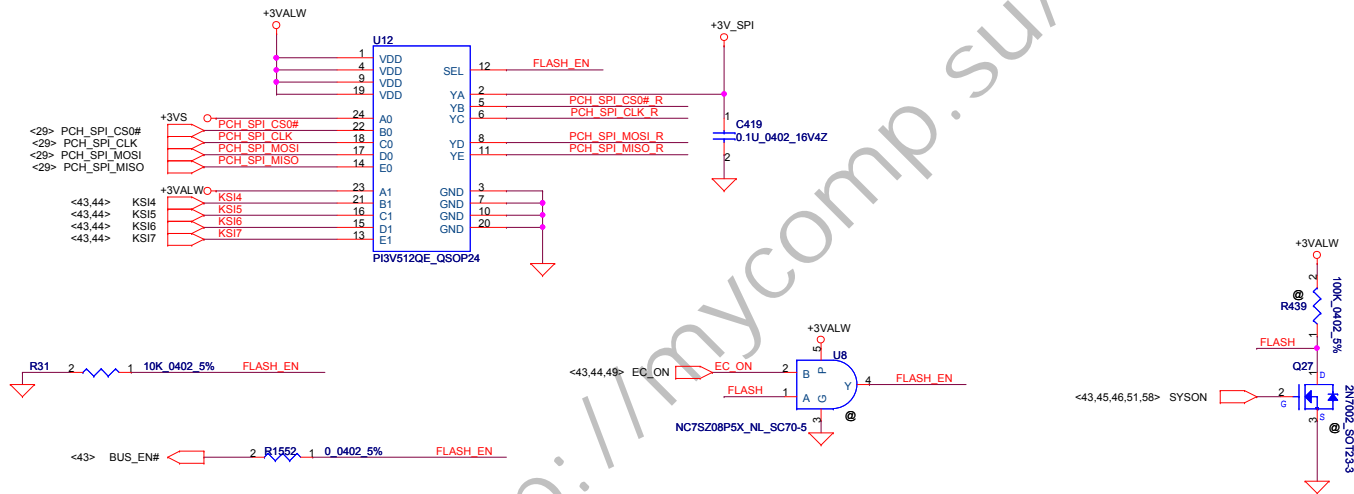 +3VALW
U12
1 VDD
4 VDD
9 VDD
19 VDD
SEL 12 FLASH_EN
YA 2
YB 5 PCH_SPI_CS0#_R
YC 6 PCH_SPI_CLK_R
YD 8 PCH_SPI_MOSI_R
YE 11 PCH_SPI_MISO_R
+3V_SPI
1
C419
0.1U_0402_16V4Z
2
+3VS 24 A0
<29> PCH_SPI_CS0# PCH_SPI_CS0# 22 B0
<29> PCH_SPI_CLK PCH_SPI_CLK 18 C0
<29> PCH_SPI_MOSI PCH_SPI_MOSI 17 D0
<29> PCH_SPI_MISO PCH_SPI_MISO 14 E0
+3VALW 23 A1
<43,44> KSI4 KSI4 21 B1
<43,44> KSI5 KSI5 16 C1
<43,44> KSI6 KSI6 15 D1
<43,44> KSI7 KSI7 13 E1
GND 3
GND 7
GND 10
GND 20
PI3V512QE_QSOP24
R31 2 1 10K_0402_5% FLASH_EN
<43> BUS_EN# 2 R1552 1 0_0402_5% FLASH_EN
+3VALW
5 U8
<43,44,49> EC_ON EC_ON 2 B P
FLASH 1 A G
Y 4 FLASH_EN
3 @
NC7SZ08P5X_NL_SC70-5
+3VALW
2
@
R439
100K_0402_5%
1
FLASH
Q27
1 D
<43,45,46,51,58> SYSON 2 G
S
3 @
2N7002_SOT23-3
p://mycomp.su/